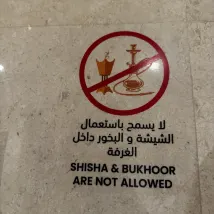 لا يسمح باستعمال
الشيشة و البخور داخل
الغرفة
SHISHA & BUKHOOR
ARE NOT ALLOWED